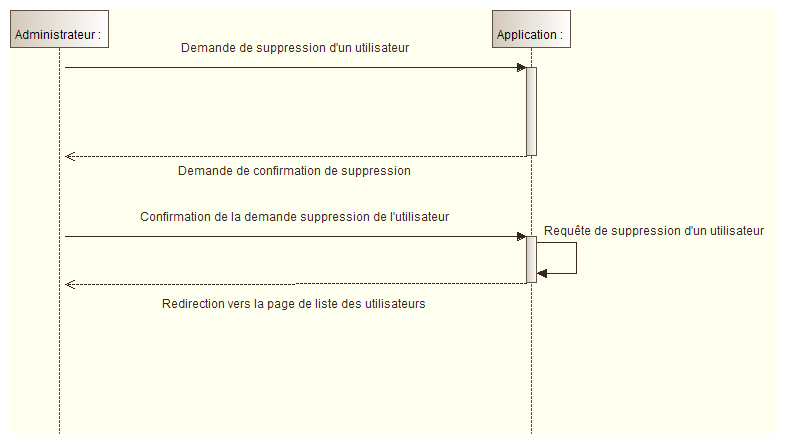 Administrateur :
Application :
Demande de suppression d'un utilisateur
Demande de confirmation de suppression
Confirmation de la demande suppression de l'utilisateur
Requête de suppression d'un utilisateur
Redirection vers la page de liste des utilisateurs